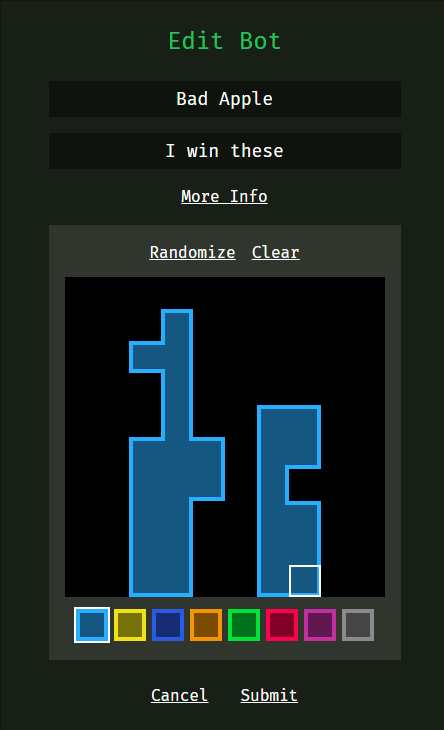 Edit Bot
Bad Apple
I win these
More Info
Randomize Clear
Cancel Submit